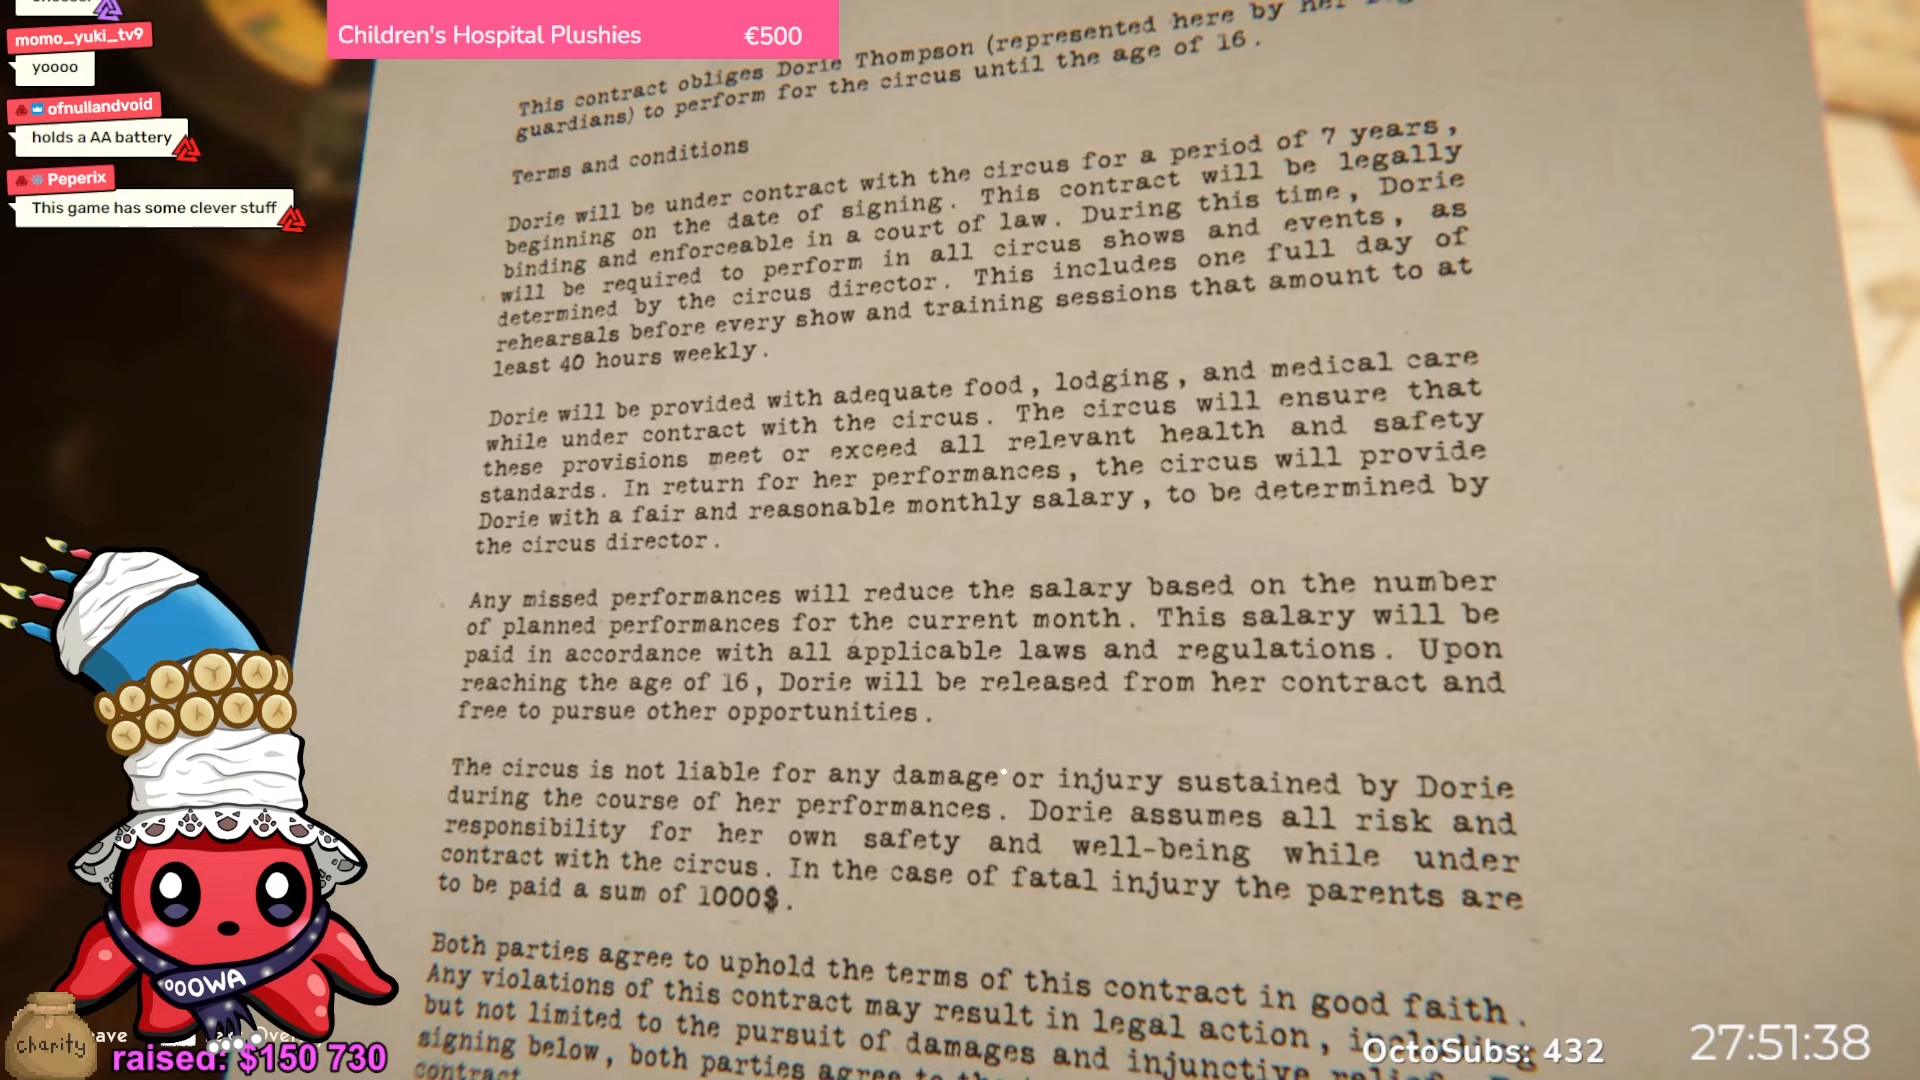 momo_yuki_tv9
yoooo
ofnullandvoid
holds a AA battery
Peperix
This game has some clever stuff
Children's Hospital Plushies €500
This contract obliges Dorie Thompson (represented here by her
guardians) to perform for the circus until the age of 16.
Terms and conditions
Dorie will be under contract with the circus for a period of 7 years,
beginning on the date of signing. This contract will be legally
binding and enforceable in a court of law. During this time, Dorie
will be required to perform in all circus shows and events, as
determined by the circus director. This includes one full day of
rehearsals before every show and training sessions that amount to at
least 40 hours weekly.
Dorie will be provided with adequate food, lodging, and medical care
while under contract with the circus. The circus will ensure that
these provisions meet or exceed all relevant health and safety
standards. In return for her performances, the circus will provide
Dorie with a fair and reasonable monthly salary, to be determined by
the circus director.
Any missed performances will reduce the salary based on the number
of planned performances for the current month. This salary will be
paid in accordance with all applicable laws and regulations. Upon
reaching the age of 16, Dorie will be released from her contract and
free to pursue other opportunities.
The circus is not liable for any damage or injury sustained by Dorie
during the course of her performances. Dorie assumes all risk and
responsibility for her own safety and well-being while under
contract with the circus. In the case of fatal injury the parents are
to be paid a sum of 1000$.
Both parties agree to uphold the terms of this contract in good faith.
Any violations of this contract may result in legal action, including
but not limited to the pursuit of damages and injunctive
signing below, both parties agree to
contract
OOOWA
charity
raised: $150 730
OctoSubs: 432
27:51:38